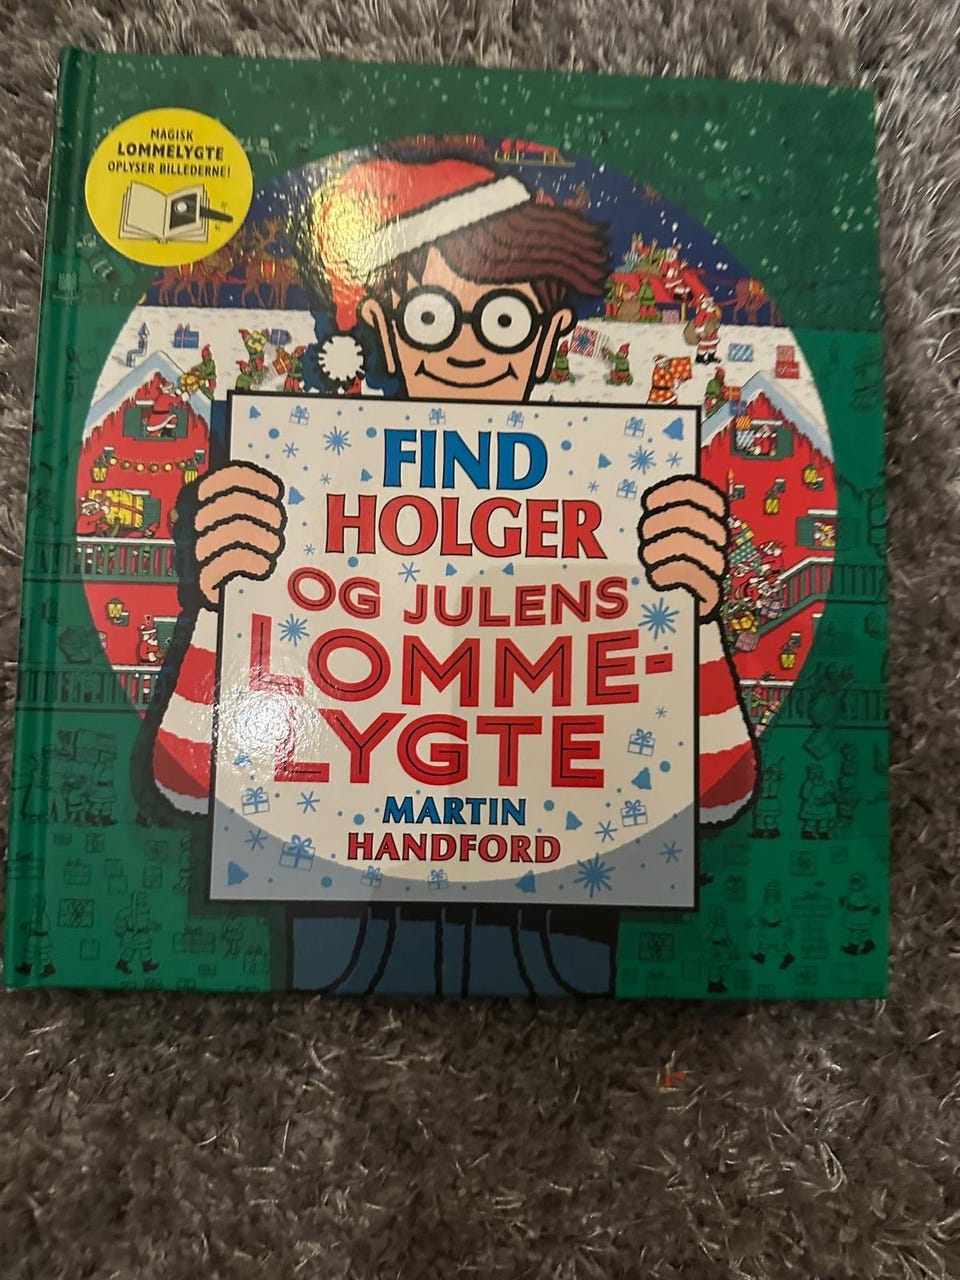 MAGISK
LOMMELYGTE
OPLYSER BILLEDERNE!
FIND
HOLGER
OG JULENS
LOMME-
LYGTE
MARTIN
HANDFORD